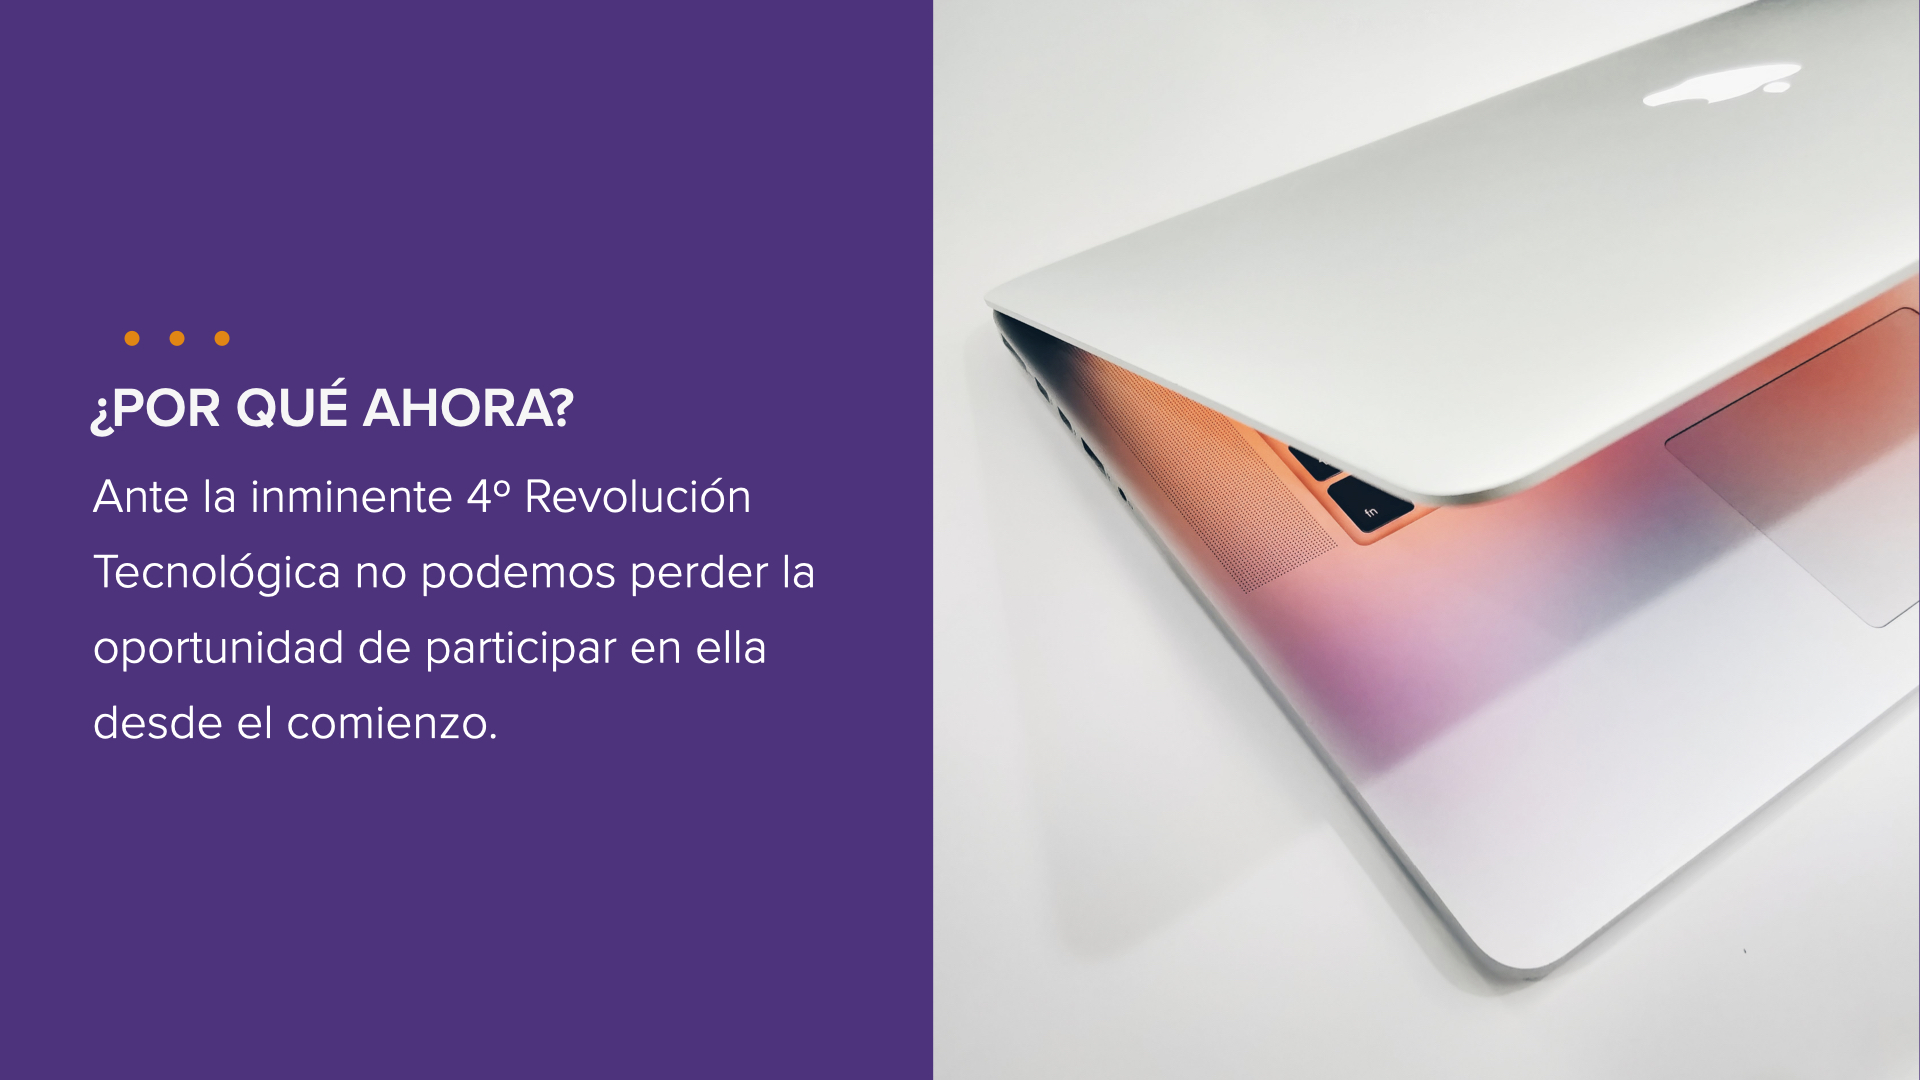 ¿POR QUÉ AHORA?
Ante la inminente 4º Revolución
Tecnológica no podemos perder la
oportunidad de participar en ella
desde el comienzo.
fn